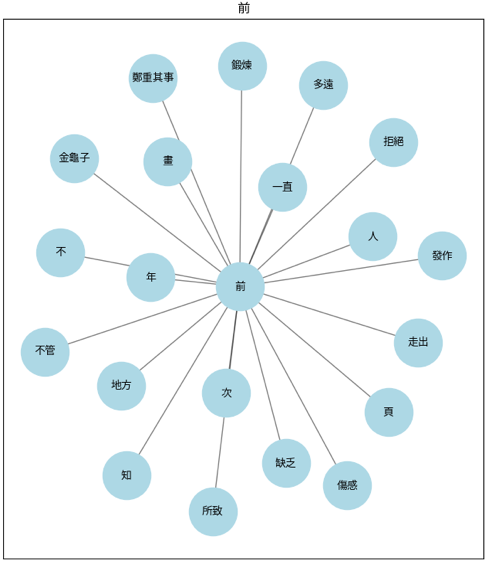 前
鍛煉
鄭重其事
多遠
拒絕
金龜子
畫
一直
人
不
發作
年
前
走出
不管
地方
次
頁
缺乏
知
傷感
所致